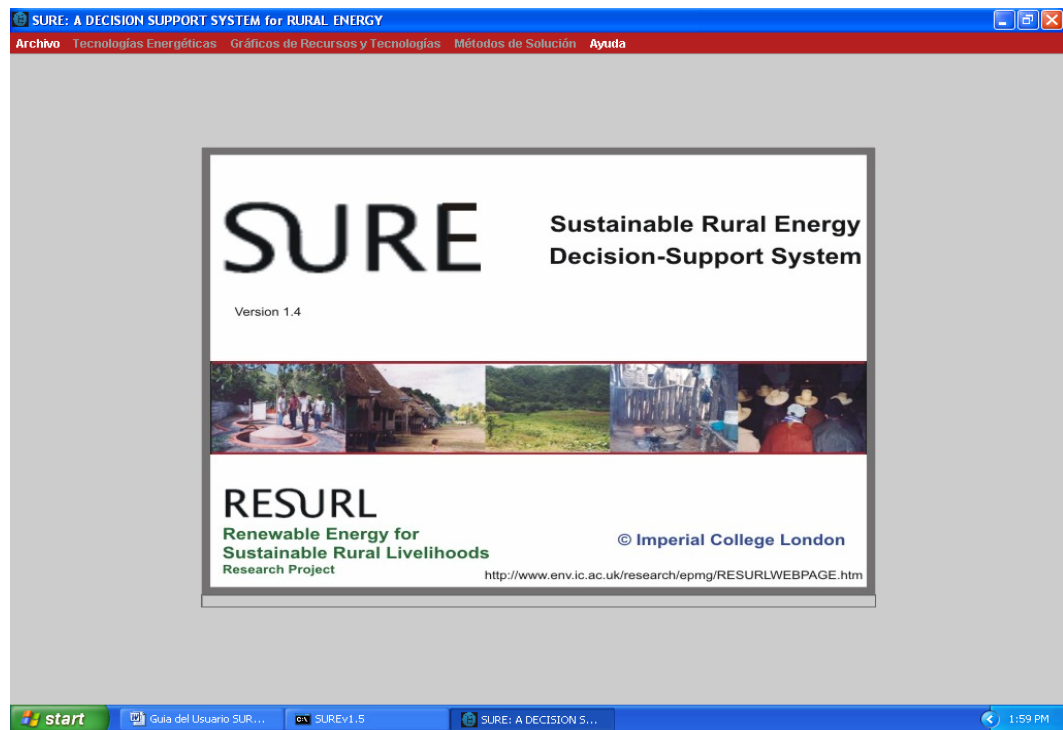 SURE: A DECISION SUPPORT SYSTEM for RURAL ENERGY
Archivo Tecnologías Energéticas Gráficos de Recursos y Tecnologías Métodos de Solución Ayuda
SURE
Sustainable Rural Energy
Decision-Support System
Version 1.4
RESURL
Renewable Energy for
Sustainable Rural Livelihoods
Research Project
© Imperial College London
http://www.env.ic.ac.uk/research/epmg/RESURLWEBPAGE.htm
start Guia del Usuario SUR... SUREv1.5 SURE: A DECISION S... 1:59 PM